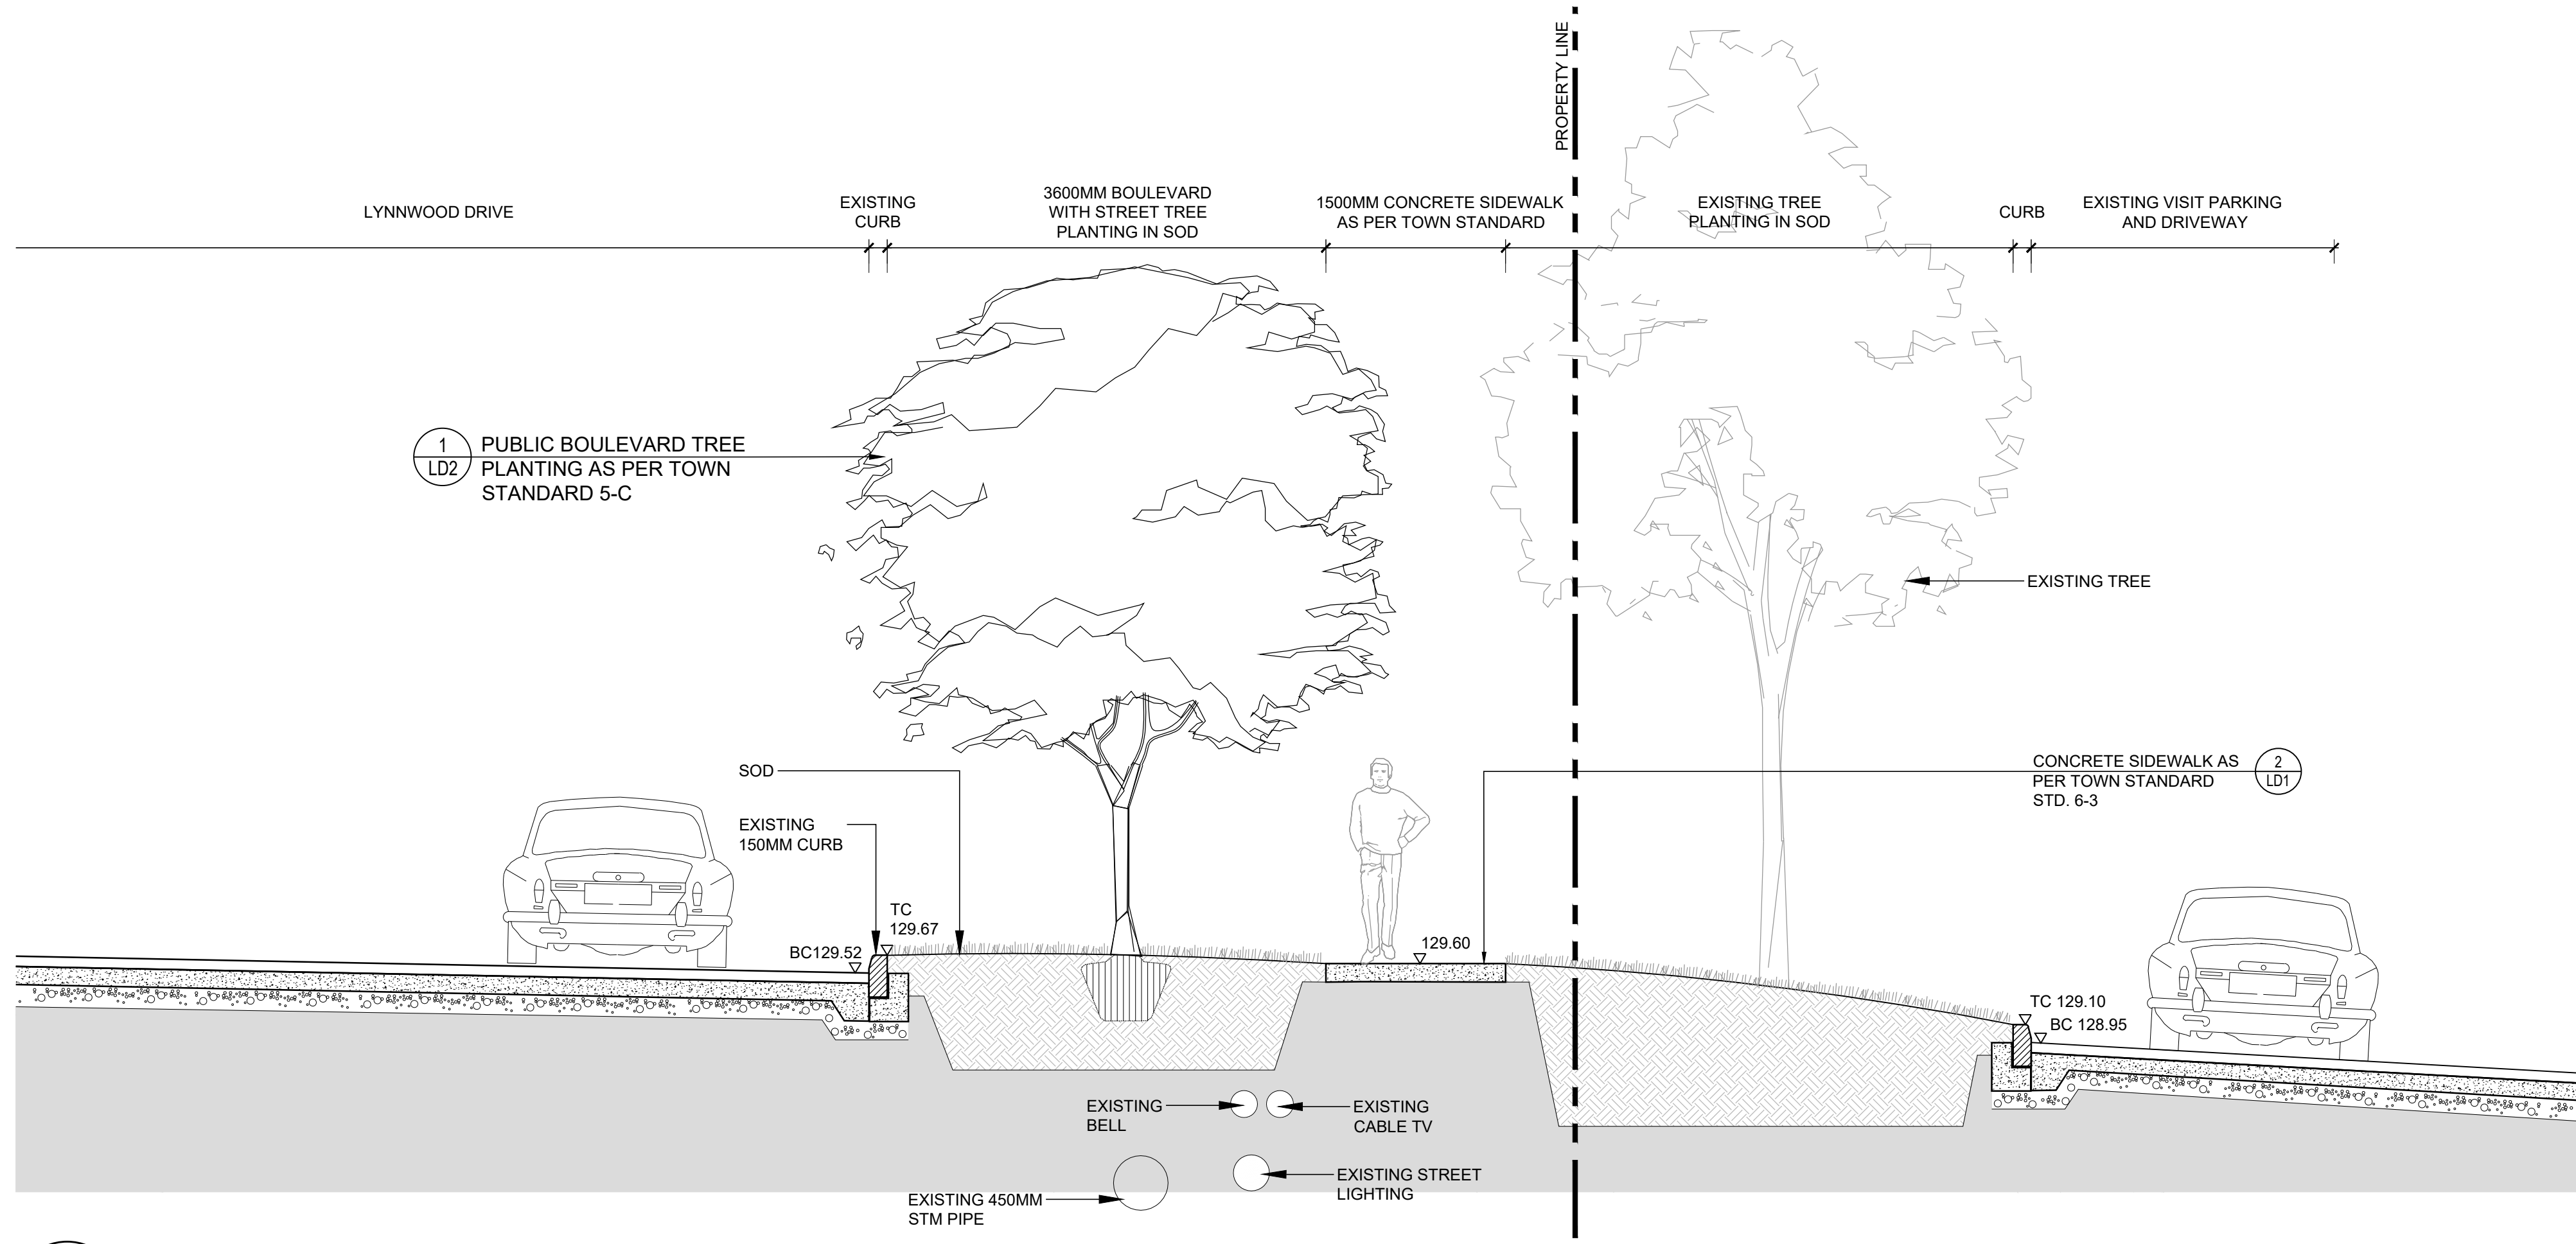 PROPERTY LINE
LYNNWOOD DRIVE
EXISTING
CURB
3600MM BOULEVARD
WITH STREET TREE
PLANTING IN SOD
1500MM CONCRETE SIDEWALK
AS PER TOWN STANDARD
EXISTING TREE
PLANTING IN SOD
CURB
EXISTING VISIT PARKING
AND DRIVEWAY
1
LD2
PUBLIC BOULEVARD TREE
PLANTING AS PER TOWN
STANDARD 5-C
EXISTING TREE
SOD
EXISTING
150MM CURB
CONCRETE SIDEWALK AS
PER TOWN STANDARD
STD. 6-3
2
LD1
TC
129.67
BC129.52
129.60
TC 129.10
BC 128.95
EXISTING
BELL
EXISTING
CABLE TV
EXISTING 450MM
STM PIPE
EXISTING STREET
LIGHTING